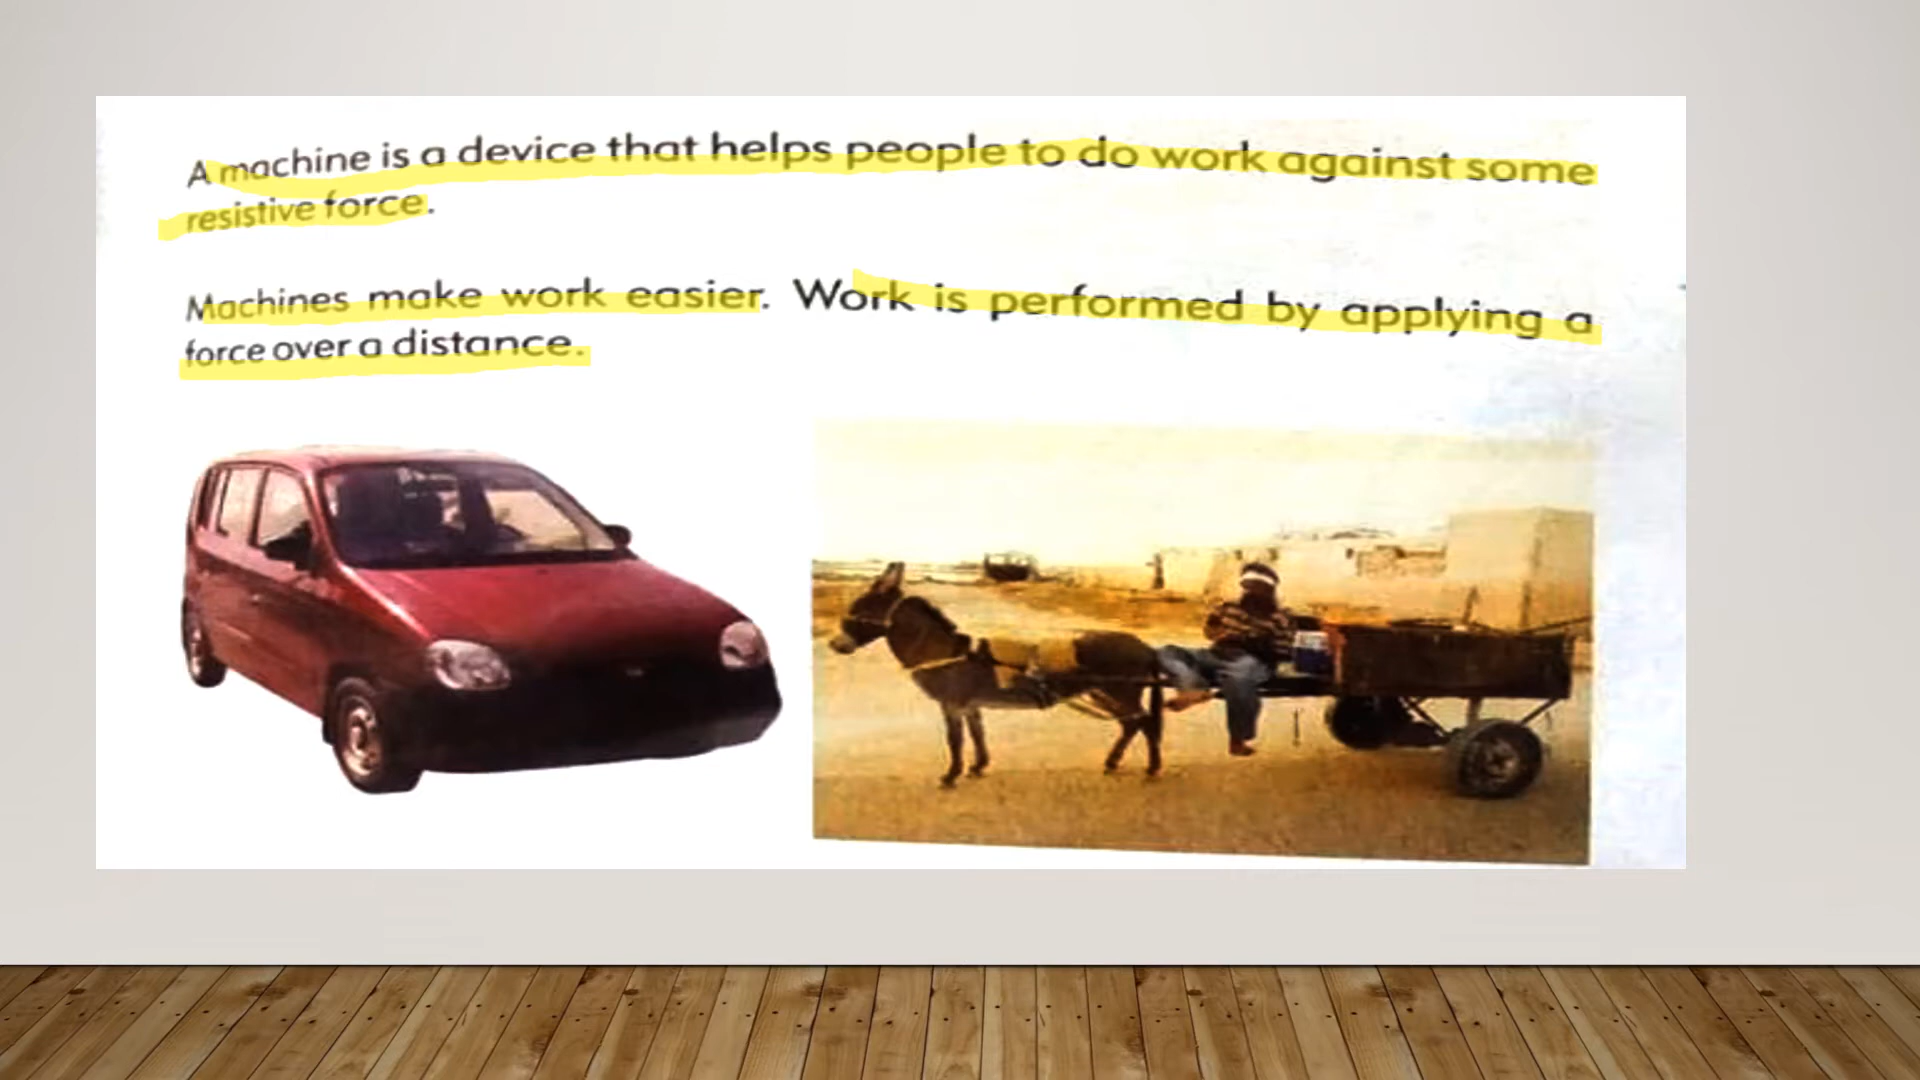 A machine is a device that helps people to do work against some
resistive force.
Machines make work easier. Work is performed by applying a
force over a distance.